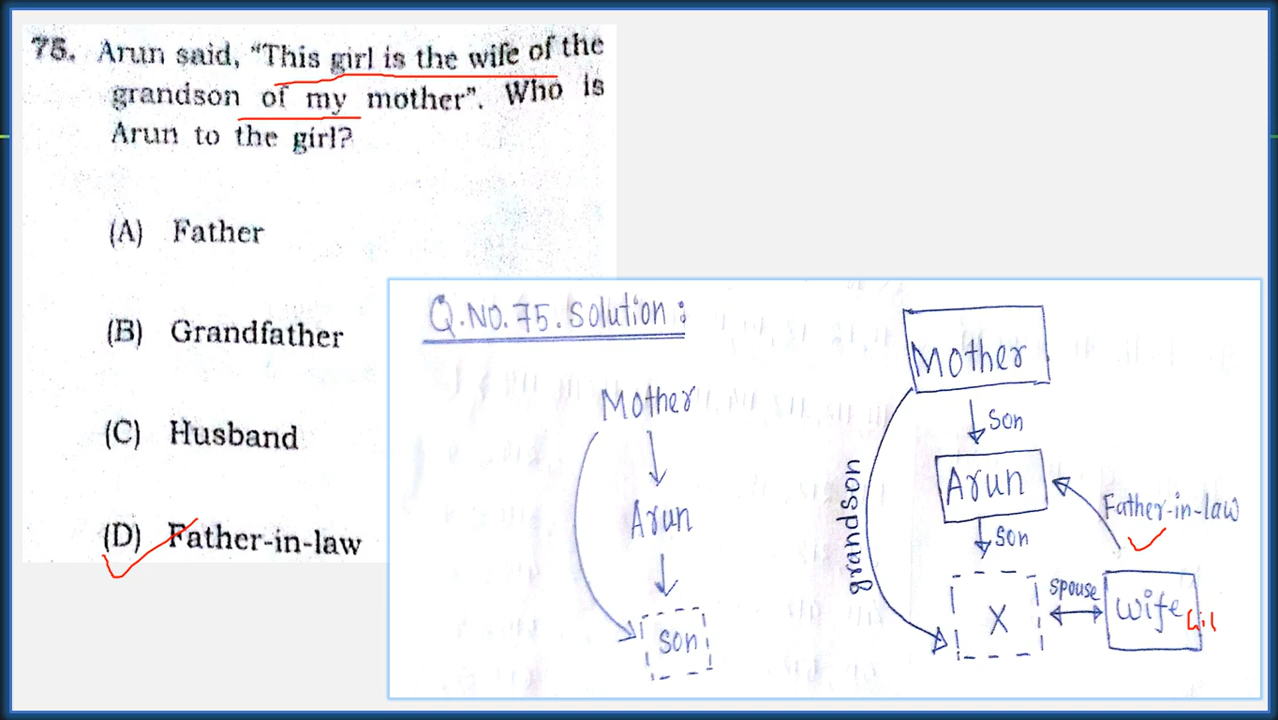 75. Arun said, "This girl is the wife of the
grandson of my mother". Who is
Arun to the girl?
(A) Father
(B) Grandfather
(C) Husband
(D) Father-in-law
Q.NO.75.Solution:
Mother
Arun
son
Mother
son
Arun
son
grandson
X
spouse
wife
Father-in-law